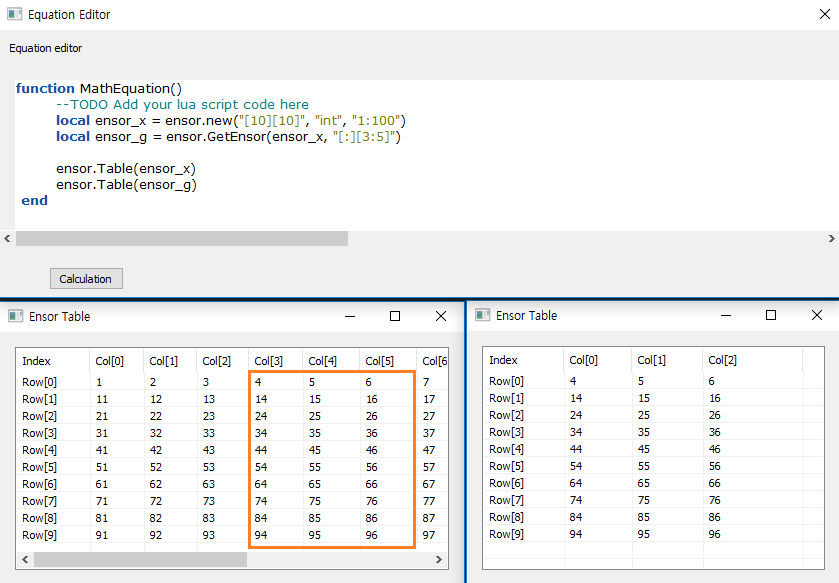 Equation Editor
Equation editor
function MathEquation()
--TODO Add your lua script code here
local ensor_x = ensor.new("[10][10]", "int", "1:100")
local ensor_g = ensor.GetEnsor(ensor_x, "[:][3:5]")
ensor.Table(ensor_x)
ensor.Table(ensor_g)
end
Calculation
Ensor Table
Index Col[0] Col[1] Col[2] Col[3] Col[4] Col[5] Col[6
Row[0] 1 2 3 4 5 6 7
Row[1] 11 12 13 14 15 16 17
Row[2] 21 22 23 24 25 26 27
Row[3] 31 32 33 34 35 36 37
Row[4] 41 42 43 44 45 46 47
Row[5] 51 52 53 54 55 56 57
Row[6] 61 62 63 64 65 66 67
Row[7] 71 72 73 74 75 76 77
Row[8] 81 82 83 84 85 86 87
Row[9] 91 92 93 94 95 96 97
Ensor Table
Index Col[0] Col[1] Col[2]
Row[0] 4 5 6
Row[1] 14 15 16
Row[2] 24 25 26
Row[3] 34 35 36
Row[4] 44 45 46
Row[5] 54 55 56
Row[6] 64 65 66
Row[7] 74 75 76
Row[8] 84 85 86
Row[9] 94 95 96